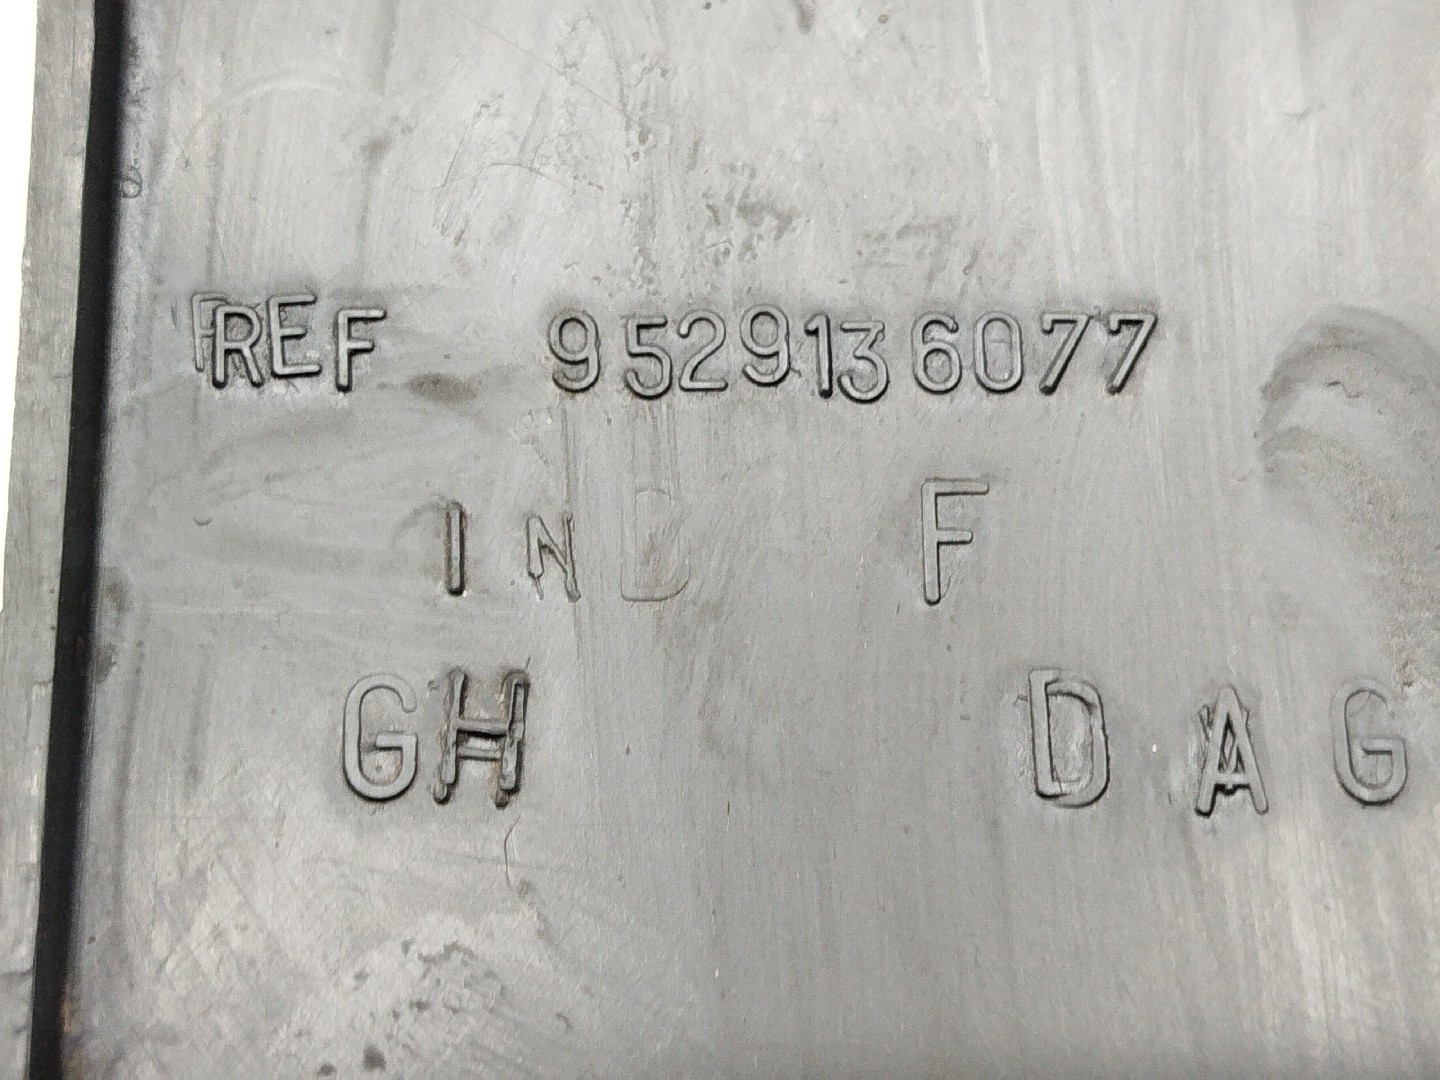 REF 9529136077
IND F
GH DAG